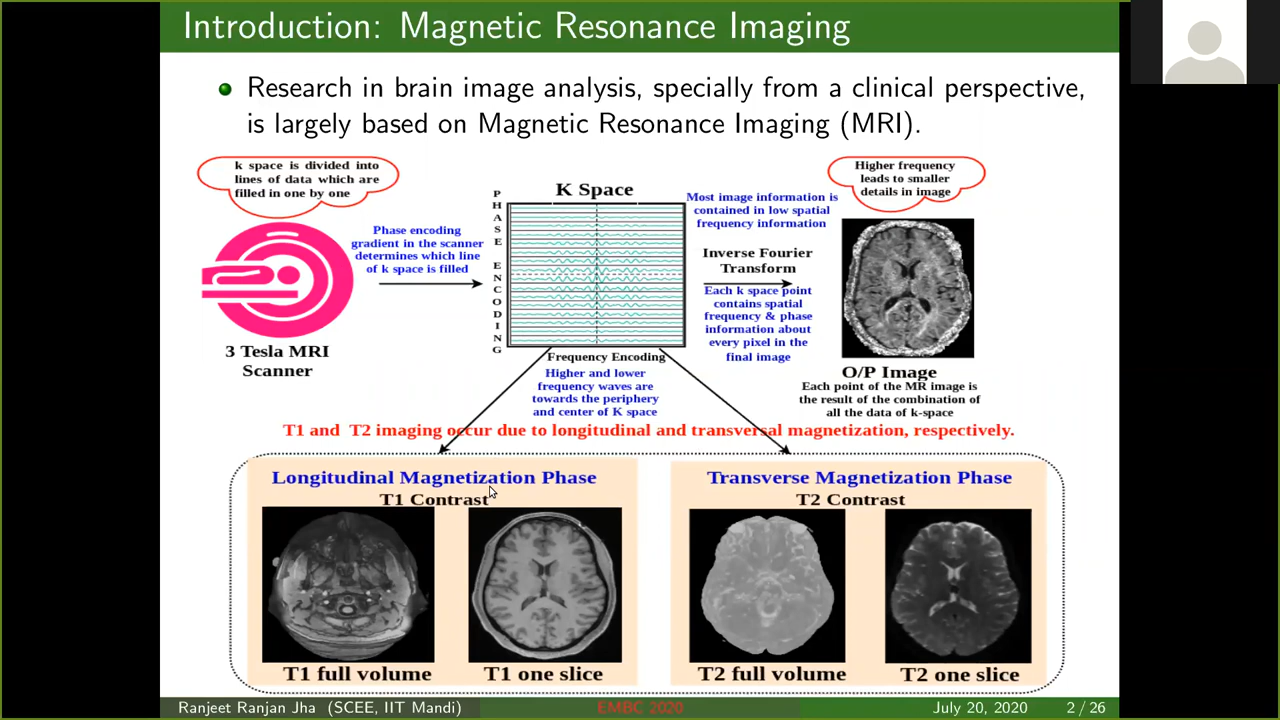 Introduction: Magnetic Resonance Imaging
Research in brain image analysis, specially from a clinical perspective,
is largely based on Magnetic Resonance Imaging (MRI).
k space is divided into
lines of data which are
filled in one by one
3 Tesla MRI
Scanner
Phase encoding
gradient in the scanner
determines which line
of k space is filled
PHASE ENCODING
K Space
Frequency Encoding
Higher and lower
frequency waves are
towards the periphery
and center of K space
Most image information is
contained in low spatial
frequency information
Inverse Fourier
Transform
Each k space point
contains spatial
frequency & phase
information about
every pixel in the
final image
Higher frequency
leads to smaller
details in image
O/P Image
Each point of the MR image is
the result of the combination of
all the data of k-space
T1 and T2 imaging occur due to longitudinal and transversal magnetization, respectively.
Longitudinal Magnetization Phase
T1 Contrast
T1 full volume
T1 one slice
Transverse Magnetization Phase
T2 Contrast
T2 full volume
T2 one slice
Ranjeet Ranjan Jha (SCEE, IIT Mandi)
EMBC 2020
July 20, 2020
2 / 26